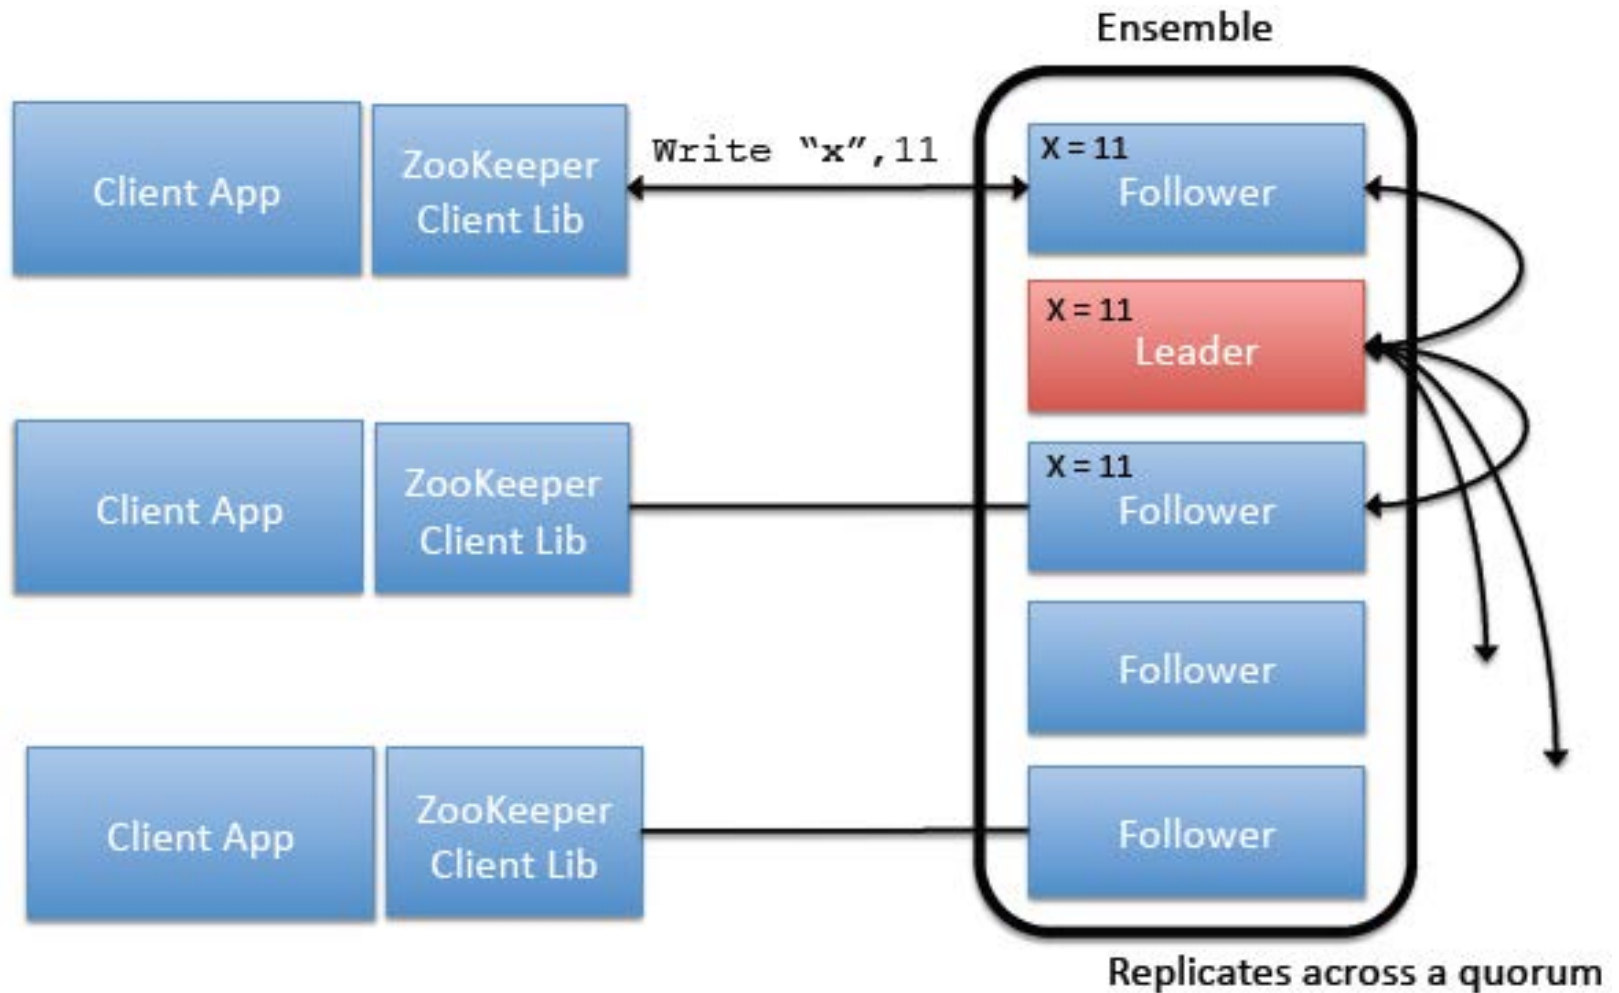 Ensemble
Client App
ZooKeeper
Client Lib
Write “x”,11
X = 11
Follower
X = 11
Leader
Client App
ZooKeeper
Client Lib
X = 11
Follower
Follower
Client App
ZooKeeper
Client Lib
Follower
Replicates across a quorum